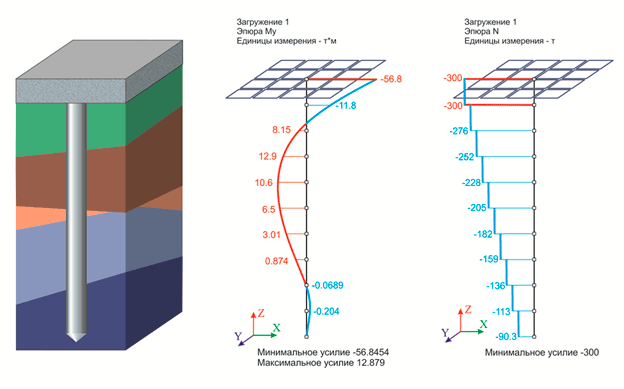 Загружение 1
Эпюра My
Единицы измерения - т*м
-56.8
-11.8
8.15
12.9
10.6
6.5
3.01
0.874
-0.0689
-0.204
Z
X
Y
Минимальное усилие -56.8454
Максимальное усилие 12.879
Загружение 1
Эпюра N
Единицы измерения - т
-300
-300
-276
-252
-228
-205
-182
-159
-136
-113
-90.3
Z
X
Y
Минимальное усилие -300